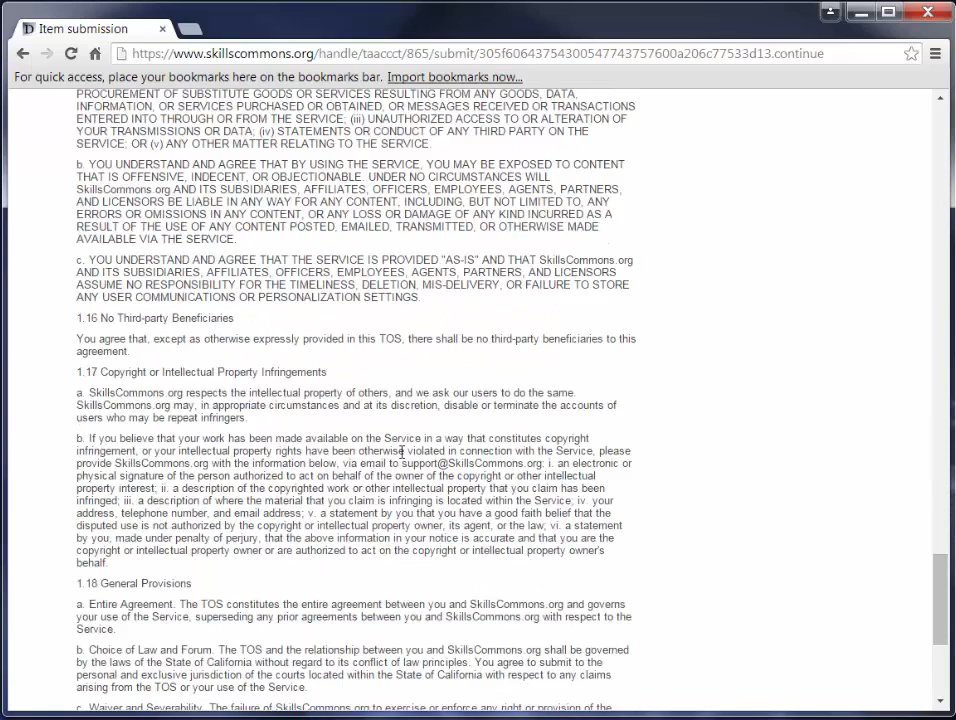 Item submission
https://www.skillscommons.org/handle/taaccct/865/submit/305f606437543005477437576​00a206c77533d13.continue
For quick access, place your bookmarks here on the bookmarks bar. Import bookmarks now...
PROCUREMENT OF SUBSTITUTE GOODS OR SERVICES RESULTING FROM ANY GOODS, DATA,
INFORMATION, OR SERVICES PURCHASED OR OBTAINED, OR MESSAGES RECEIVED OR TRANSACTIONS
ENTERED INTO THROUGH OR FROM THE SERVICE; (iii) UNAUTHORIZED ACCESS TO OR ALTERATION OF
YOUR TRANSMISSIONS OR DATA; (iv) STATEMENTS OR CONDUCT OF ANY THIRD PARTY ON THE
SERVICE; OR (v) ANY OTHER MATTER RELATING TO THE SERVICE.
b. YOU UNDERSTAND AND AGREE THAT BY USING THE SERVICE, YOU MAY BE EXPOSED TO CONTENT
THAT IS OFFENSIVE, INDECENT, OR OBJECTIONABLE. UNDER NO CIRCUMSTANCES WILL
SkillsCommons.org AND ITS SUBSIDIARIES, AFFILIATES, OFFICERS, EMPLOYEES, AGENTS, PARTNERS,
AND LICENSORS BE LIABLE IN ANY WAY FOR ANY CONTENT, INCLUDING, BUT NOT LIMITED TO, ANY
ERRORS OR OMISSIONS IN ANY CONTENT, OR ANY LOSS OR DAMAGE OF ANY KIND INCURRED AS A
RESULT OF THE USE OF ANY CONTENT POSTED, EMAILED, TRANSMITTED, OR OTHERWISE MADE
AVAILABLE VIA THE SERVICE.
c. YOU UNDERSTAND AND AGREE THAT THE SERVICE IS PROVIDED "AS-IS" AND THAT SkillsCommons.org
AND ITS SUBSIDIARIES, AFFILIATES, OFFICERS, EMPLOYEES, AGENTS, PARTNERS, AND LICENSORS
ASSUME NO RESPONSIBILITY FOR THE TIMELINESS, DELETION, MIS-DELIVERY, OR FAILURE TO STORE
ANY USER COMMUNICATIONS OR PERSONALIZATION SETTINGS.
1.16 No Third-party Beneficiaries
You agree that, except as otherwise expressly provided in this TOS, there shall be no third-party beneficiaries to this
agreement.
1.17 Copyright or Intellectual Property Infringements
a. SkillsCommons.org respects the intellectual property of others, and we ask our users to do the same.
SkillsCommons.org may, in appropriate circumstances and at its discretion, disable or terminate the accounts of
users who may be repeat infringers.
b. If you believe that your work has been made available on the Service in a way that constitutes copyright
infringement, or your intellectual property rights have been otherwise violated in connection with the Service, please
provide SkillsCommons.org with the information below, via email to support@SkillsCommons.org: i. an electronic or
physical signature of the person authorized to act on behalf of the owner of the copyright or other intellectual
property interest; ii. a description of the copyrighted work or other intellectual property that you claim has been
infringed; iii. a description of where the material that you claim is infringing is located within the Service; iv. your
address, telephone number, and email address; v. a statement by you that you have a good faith belief that the
disputed use is not authorized by the copyright or intellectual property owner, its agent, or the law; vi. a statement
by you, made under penalty of perjury, that the above information in your notice is accurate and that you are the
copyright or intellectual property owner or are authorized to act on the copyright or intellectual property owner's
behalf.
1.18 General Provisions
a. Entire Agreement. The TOS constitutes the entire agreement between you and SkillsCommons.org and governs
your use of the Service, superseding any prior agreements between you and SkillsCommons.org with respect to the
Service.
b. Choice of Law and Forum. The TOS and the relationship between you and SkillsCommons.org shall be governed
by the laws of the State of California without regard to its conflict of law principles. You agree to submit to the
personal and exclusive jurisdiction of the courts located within the State of California with respect to any claims
arising from the TOS or your use of the Service.
c. Waiver and Severability. The failure of SkillsCommons.org to exercise or enforce any right or provision of the